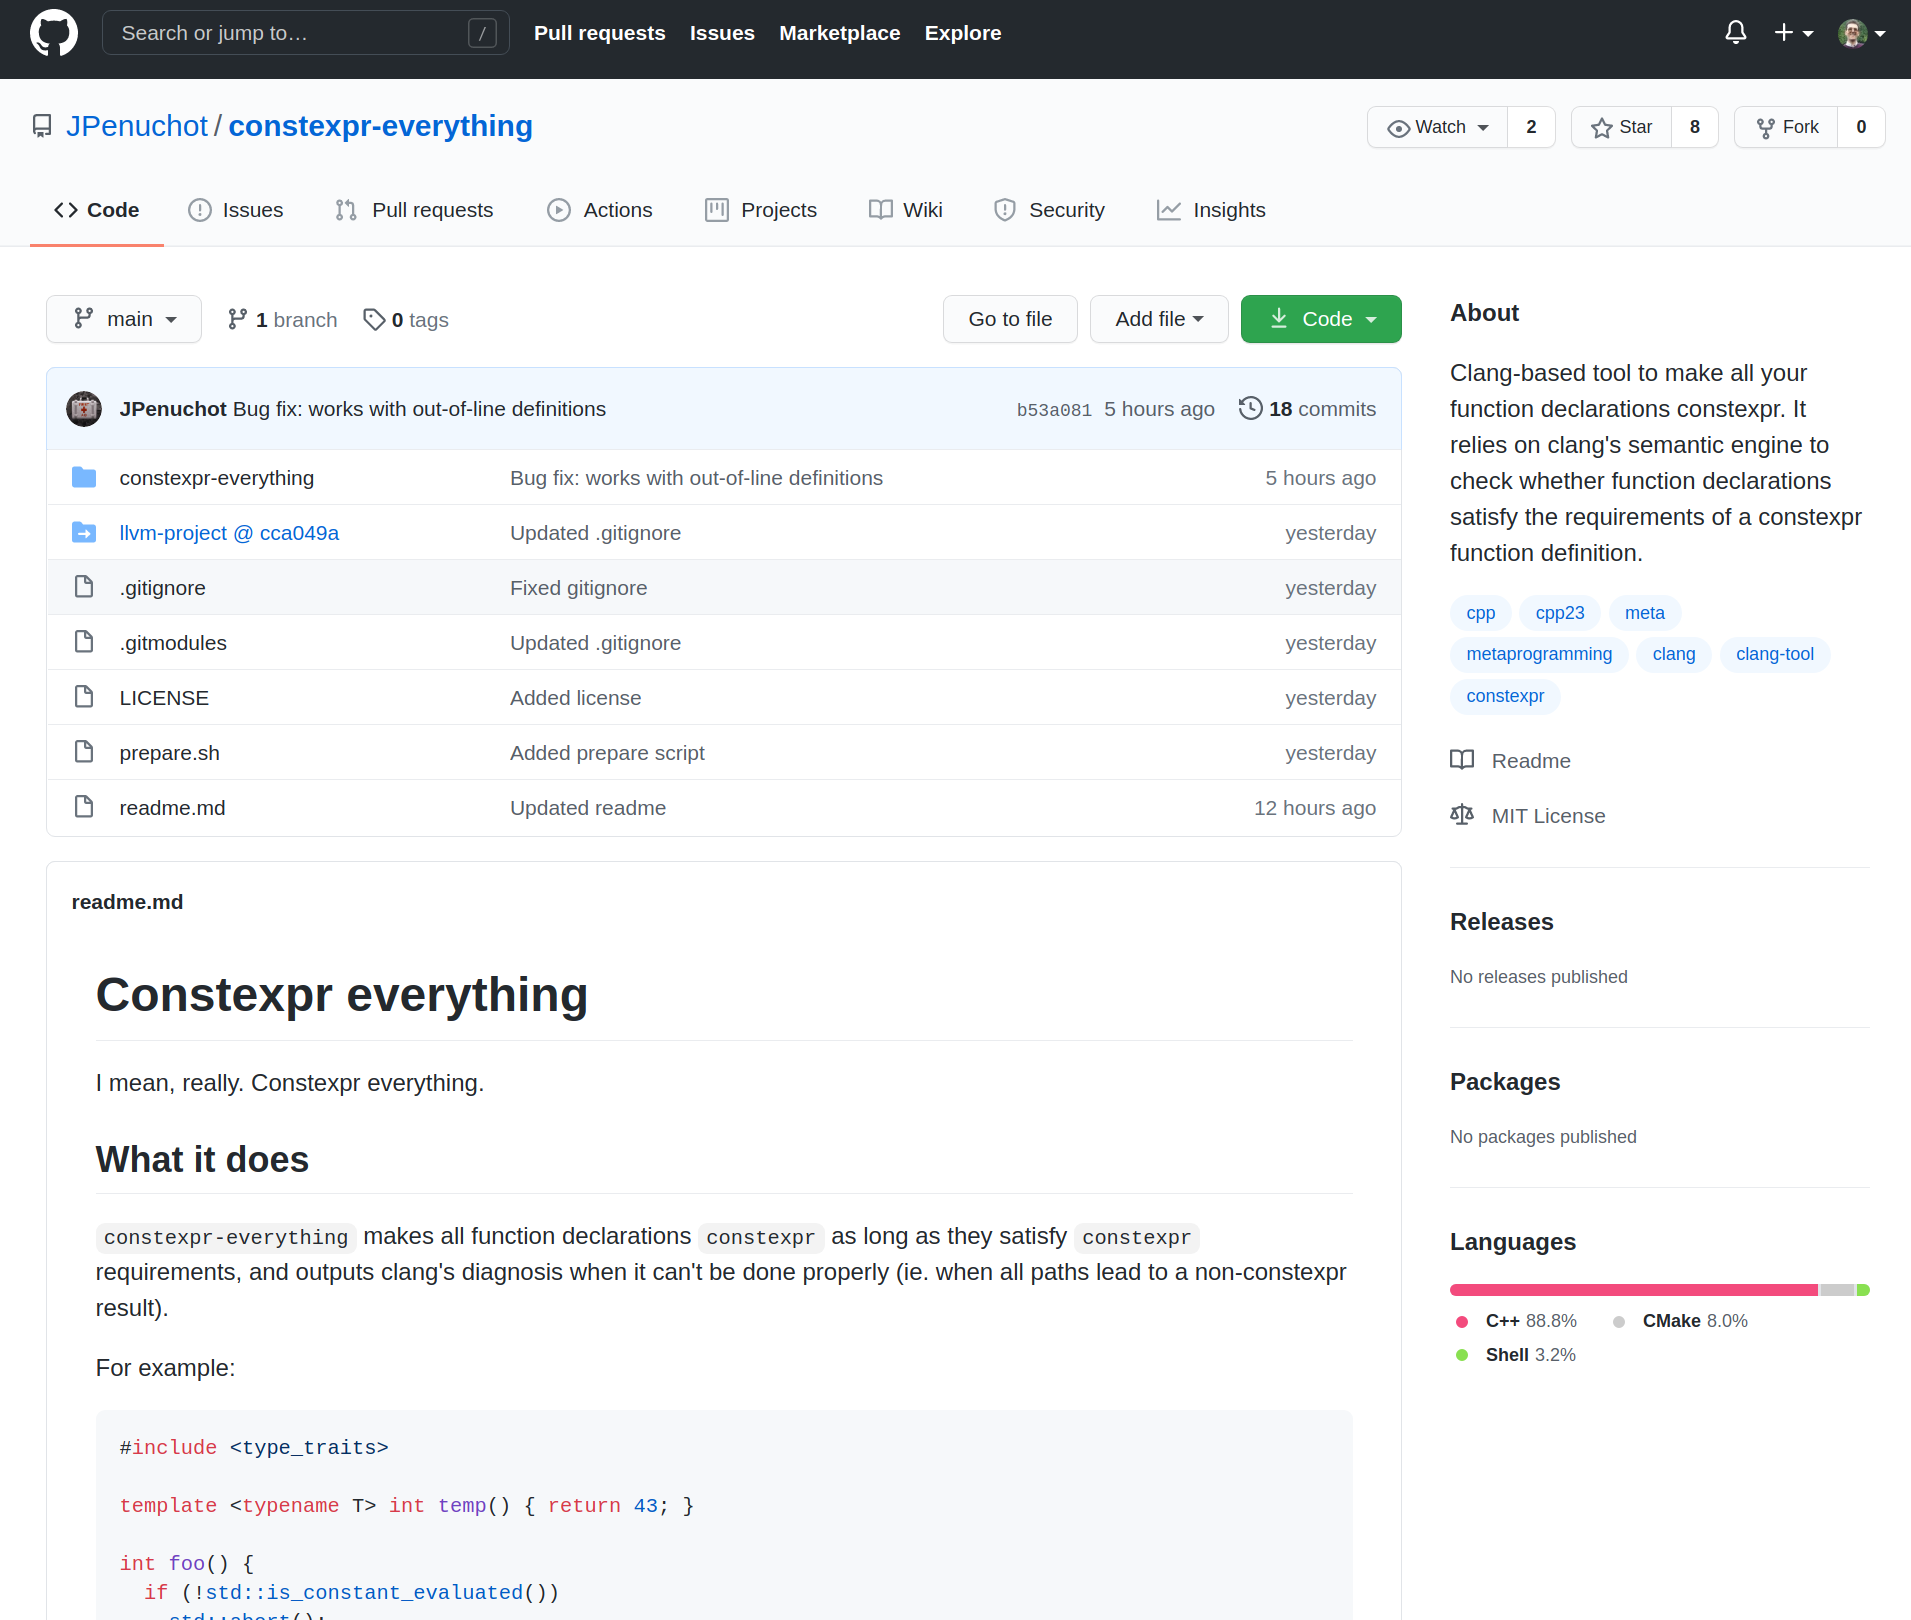 Search or jump to… /
Pull requests Issues Marketplace Explore
JPenuchot / constexpr-everything
Watch 2 Star 8 Fork 0
Code Issues Pull requests Actions Projects Wiki Security Insights
main 1 branch 0 tags Go to file Add file Code
JPenuchot Bug fix: works with out-of-line definitions b53a081 5 hours ago 18 commits
constexpr-everything Bug fix: works with out-of-line definitions 5 hours ago
llvm-project @ cca049a Updated .gitignore yesterday
.gitignore Fixed gitignore yesterday
.gitmodules Updated .gitignore yesterday
LICENSE Added license yesterday
prepare.sh Added prepare script yesterday
readme.md Updated readme 12 hours ago
readme.md
Constexpr everything
I mean, really. Constexpr everything.
What it does
constexpr-everything makes all function declarations constexpr as long as they satisfy constexpr
requirements, and outputs clang's diagnosis when it can't be done properly (ie. when all paths lead to a non-constexpr
result).
For example:
#include <type_traits>
template <typename T> int temp() { return 43; }
int foo() {
if (!std::is_constant_evaluated())
std::abort();
About
Clang-based tool to make all your
function declarations constexpr. It
relies on clang's semantic engine to
check whether function declarations
satisfy the requirements of a constexpr
function definition.
cpp cpp23 meta
metaprogramming clang clang-tool
constexpr
Readme
MIT License
Releases
No releases published
Packages
No packages published
Languages
C++ 88.8% CMake 8.0%
Shell 3.2%